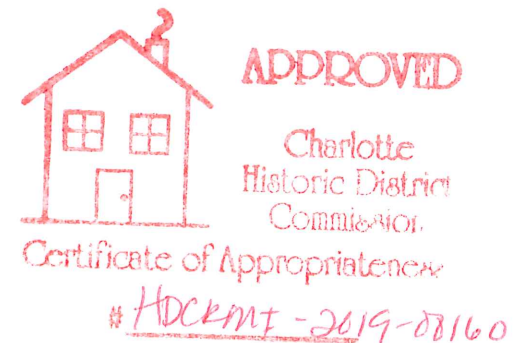 APPROVED
Charlotte
Historic District
Commission
Certificate of Appropriateness
# HDCRMI-2019-00160